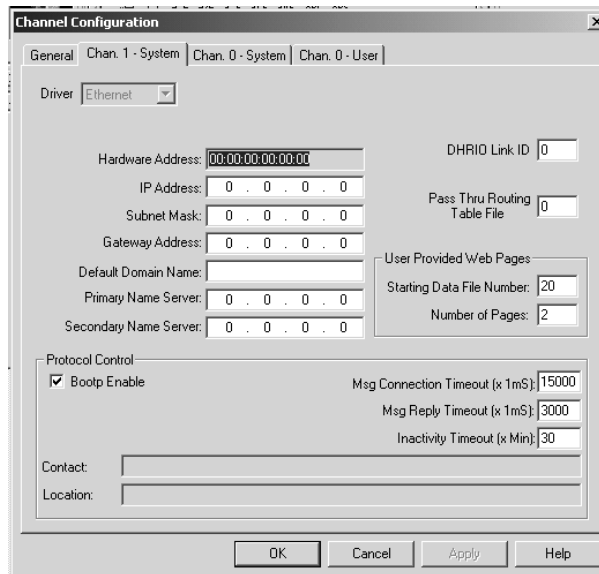 Channel Configuration
General
Chan. 1 - System
Chan. 0 - System
Chan. 0 - User
Driver Ethernet
Hardware Address: 00:00:00:00:00:00
IP Address: 0 . 0 . 0 . 0
Subnet Mask: 0 . 0 . 0 . 0
Gateway Address: 0 . 0 . 0 . 0
Default Domain Name:
Primary Name Server: 0 . 0 . 0 . 0
Secondary Name Server: 0 . 0 . 0 . 0
DHRIO Link ID 0
Pass Thru Routing
Table File 0
User Provided Web Pages
Starting Data File Number: 20
Number of Pages: 2
Protocol Control
Bootp Enable
Msg Connection Timeout (x 1mS): 15000
Msg Reply Timeout (x 1mS): 3000
Inactivity Timeout (x Min): 30
Contact:
Location:
OK
Cancel
Apply
Help